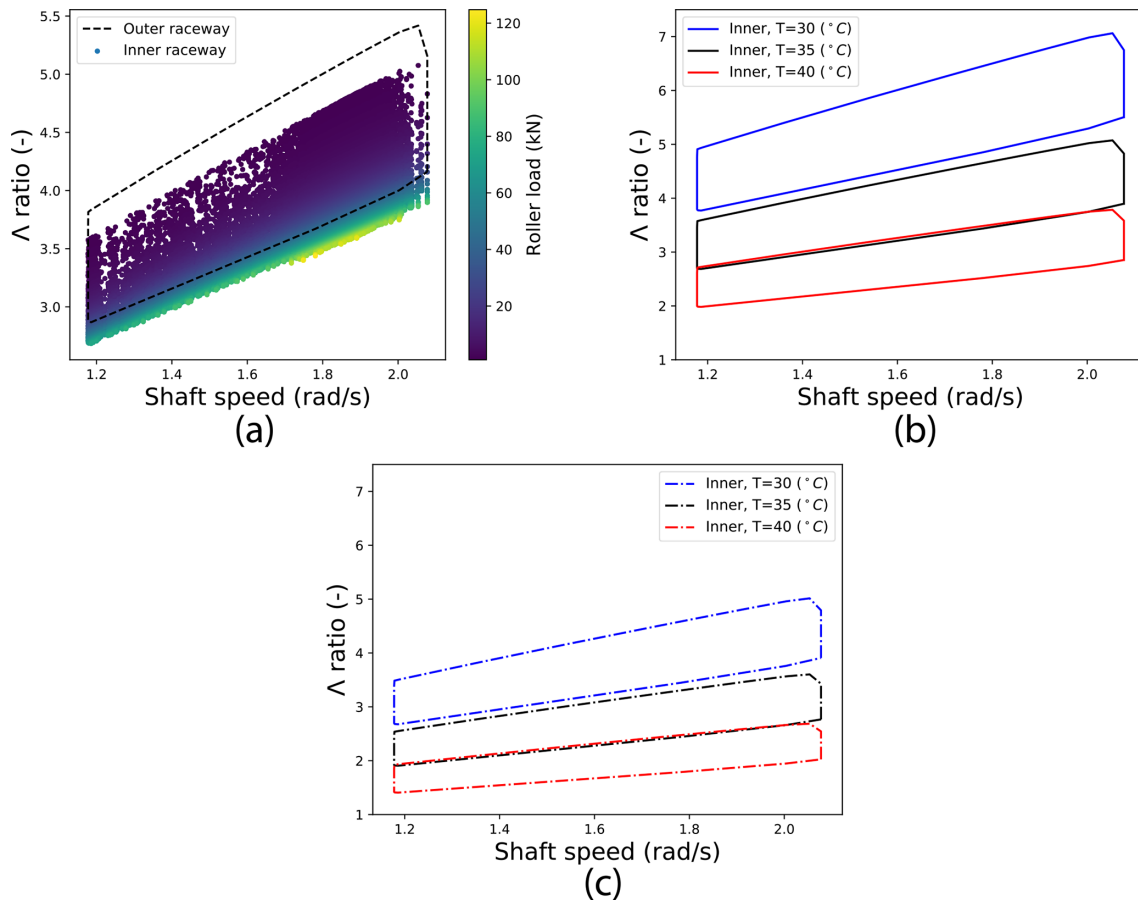 Outer raceway
Inner raceway
5.5
5.0
4.5
4.0
3.5
3.0
Λ ratio (-)
1.2 1.4 1.6 1.8 2.0
Shaft speed (rad/s)
120
100
80
60
40
20
Roller load (kN)
(a)
Inner, T=30 (°C)
Inner, T=35 (°C)
Inner, T=40 (°C)
7
6
5
4
3
2
1
Λ ratio (-)
1.2 1.4 1.6 1.8 2.0
Shaft speed (rad/s)
(b)
Inner, T=30 (°C)
Inner, T=35 (°C)
Inner, T=40 (°C)
7
6
5
4
3
2
1
Λ ratio (-)
1.2 1.4 1.6 1.8 2.0
Shaft speed (rad/s)
(c)